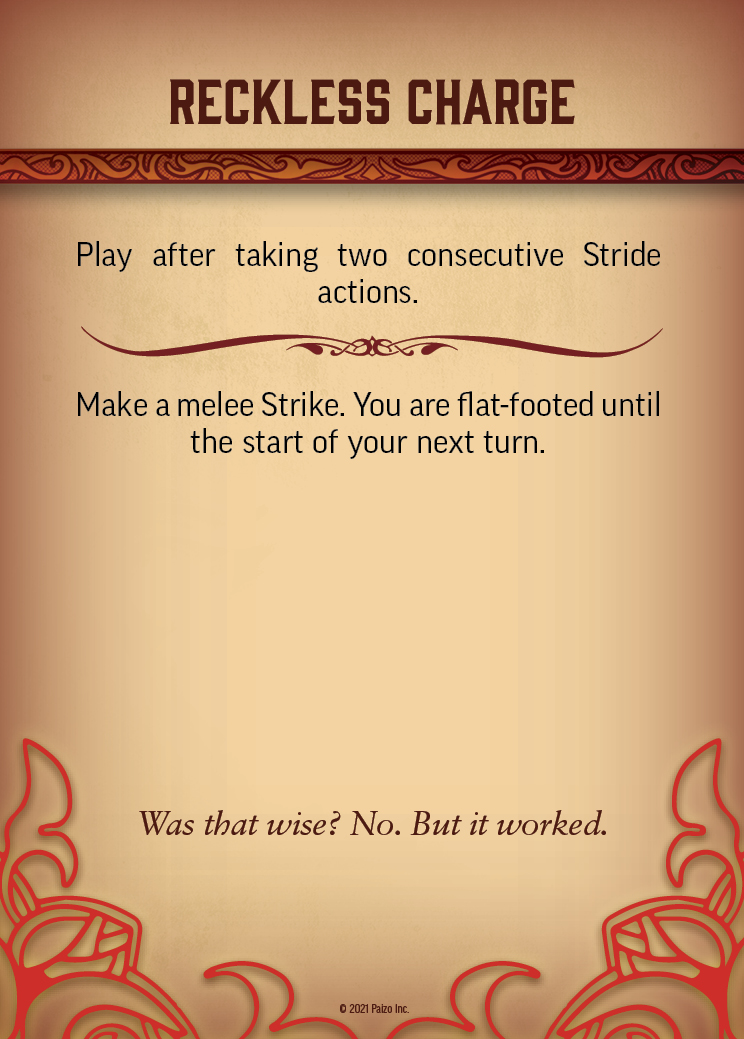 RECKLESS CHARGE
Play after taking two consecutive Stride
actions.
Make a melee Strike. You are flat-footed until
the start of your next turn.
Was that wise? No. But it worked.
© 2021 Paizo Inc.